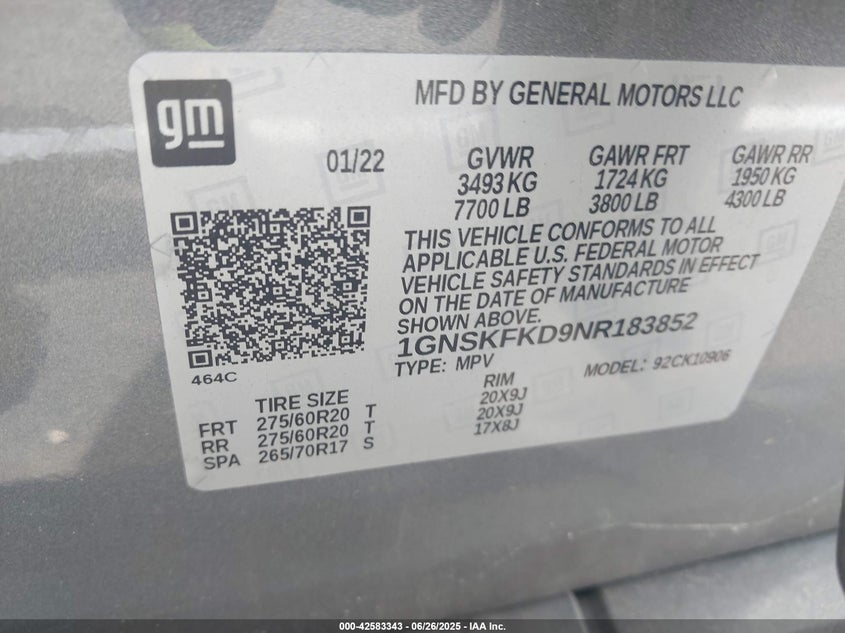 gm
MFD BY GENERAL MOTORS LLC
01/22
GVWR GAWR FRT GAWR RR
3493 KG 1724 KG 1950 KG
7700 LB 3800 LB 4300 LB
THIS VEHICLE CONFORMS TO ALL
APPLICABLE U.S. FEDERAL MOTOR
VEHICLE SAFETY STANDARDS IN EFFECT
ON THE DATE OF MANUFACTURE
SHOWN ABOVE.
1GNSKFKD9NR183852
TYPE: MPV MODEL: 92CK10906
464C
TIRE SIZE RIM
FRT 275/60R20 T 20X9J
RR 275/60R20 T 20X9J
SPA 265/70R17 S 17X8J
000-42583343 - 06/26/2025 - IAA Inc.